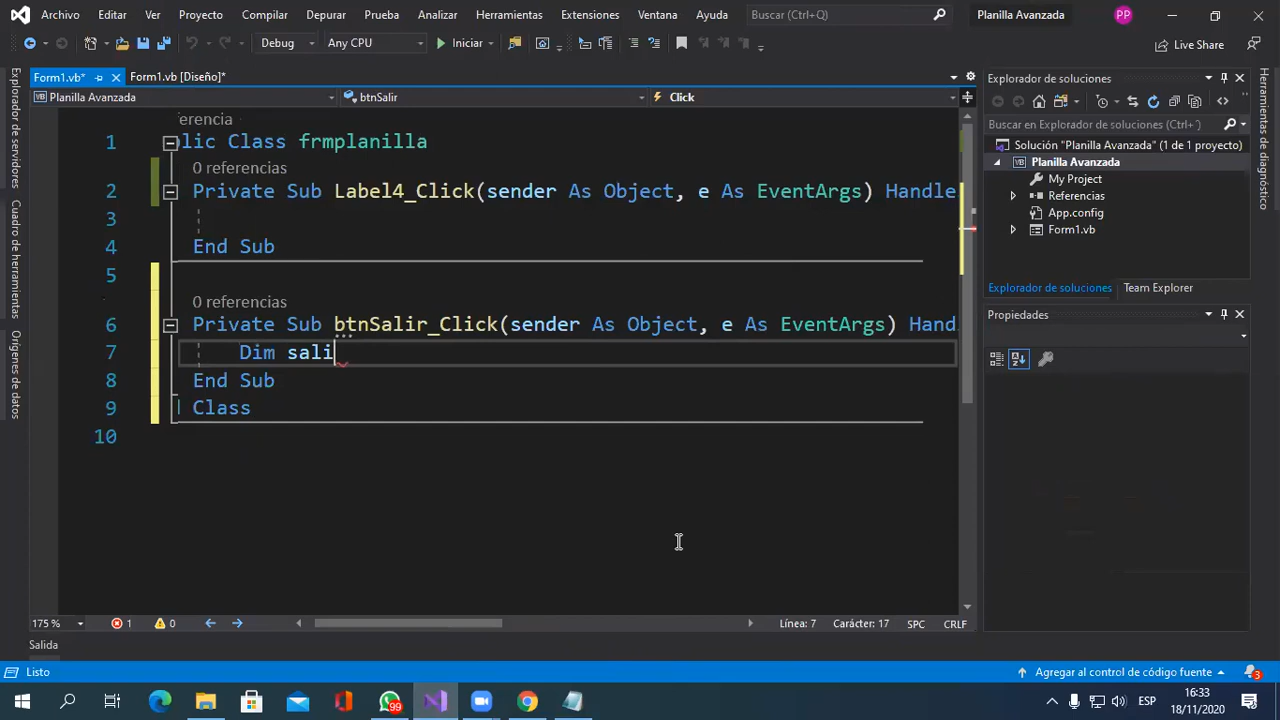 Archivo Editar Ver Proyecto Compilar Depurar Prueba Analizar Herramientas Extensiones Ventana Ayuda Buscar (Ctrl+Q) Planilla Avanzada PP
Debug Any CPU Iniciar Live Share
Form1.vb* Form1.vb [Diseño]*
Planilla Avanzada btnSalir Click
erencia
1 lic Class frmplanilla
0 referencias
2 Private Sub Label4_Click(sender As Object, e As EventArgs) Handle
3
4 End Sub
5
0 referencias
6 Private Sub btnSalir_Click(sender As Object, e As EventArgs) Handl
7 Dim sali
8 End Sub
9 Class
10
175 % 1 0 Línea: 7 Carácter: 17 SPC CRLF
Salida
Listo Agregar al control de código fuente 3
Explorador de servidores
Cuadro de herramientas
Orígenes de datos
Explorador de soluciones
Buscar en Explorador de soluciones (Ctrl+')
Solución "Planilla Avanzada" (1 de 1 proyecto)
Planilla Avanzada
My Project
Referencias
App.config
Form1.vb
Explorador de soluciones Team Explorer
Propiedades
Herramientas de diagnóstico
99 ESP 16:33
18/11/2020